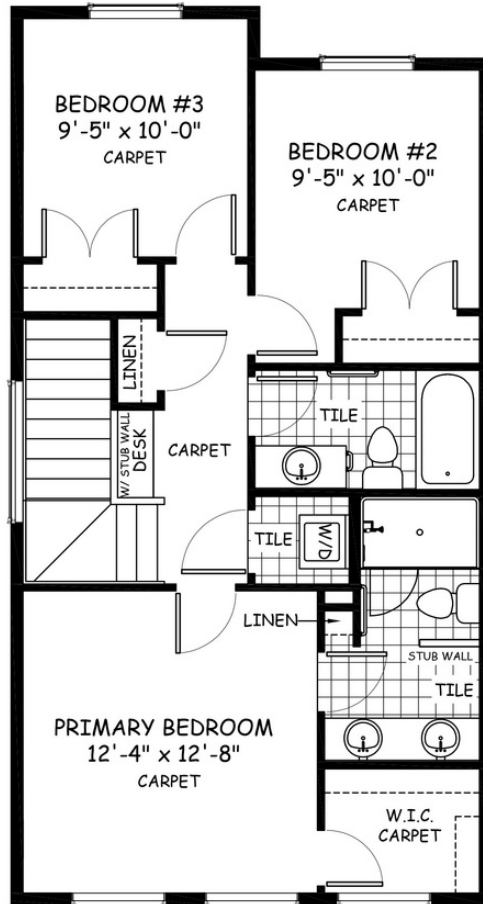 BEDROOM #3
9'-5" x 10'-0"
CARPET
BEDROOM #2
9'-5" x 10'-0"
CARPET
LINEN
W/ STUB WALL
DESK
CARPET
TILE
TILE
W/D
LINEN
STUB WALL
TILE
PRIMARY BEDROOM
12'-4" x 12'-8"
CARPET
W.I.C.
CARPET